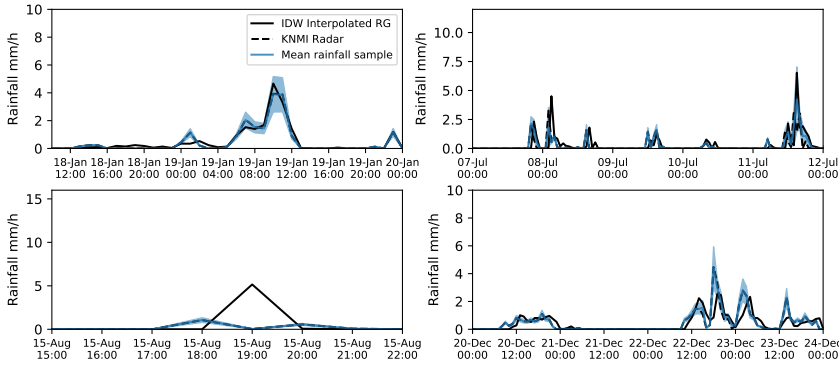 Rainfall mm/h
10
8
6
4
2
0
IDW Interpolated RG
KNMI Radar
Mean rainfall sample
18-Jan 18-Jan 18-Jan 19-Jan 19-Jan 19-Jan 19-Jan 19-Jan 19-Jan 20-Jan
12:00 16:00 20:00 00:00 04:00 08:00 12:00 16:00 20:00 00:00
Rainfall mm/h
10.0
7.5
5.0
2.5
0.0
07-Jul 08-Jul 09-Jul 10-Jul 11-Jul 12-Jul
00:00 00:00 00:00 00:00 00:00 00:00
Rainfall mm/h
15
10
5
0
15-Aug 15-Aug 15-Aug 15-Aug 15-Aug 15-Aug 15-Aug 15-Aug
15:00 16:00 17:00 18:00 19:00 20:00 21:00 22:00
Rainfall mm/h
10
8
6
4
2
0
20-Dec 20-Dec 21-Dec 21-Dec 22-Dec 22-Dec 23-Dec 23-Dec 24-Dec
00:00 12:00 00:00 12:00 00:00 12:00 00:00 12:00 00:00